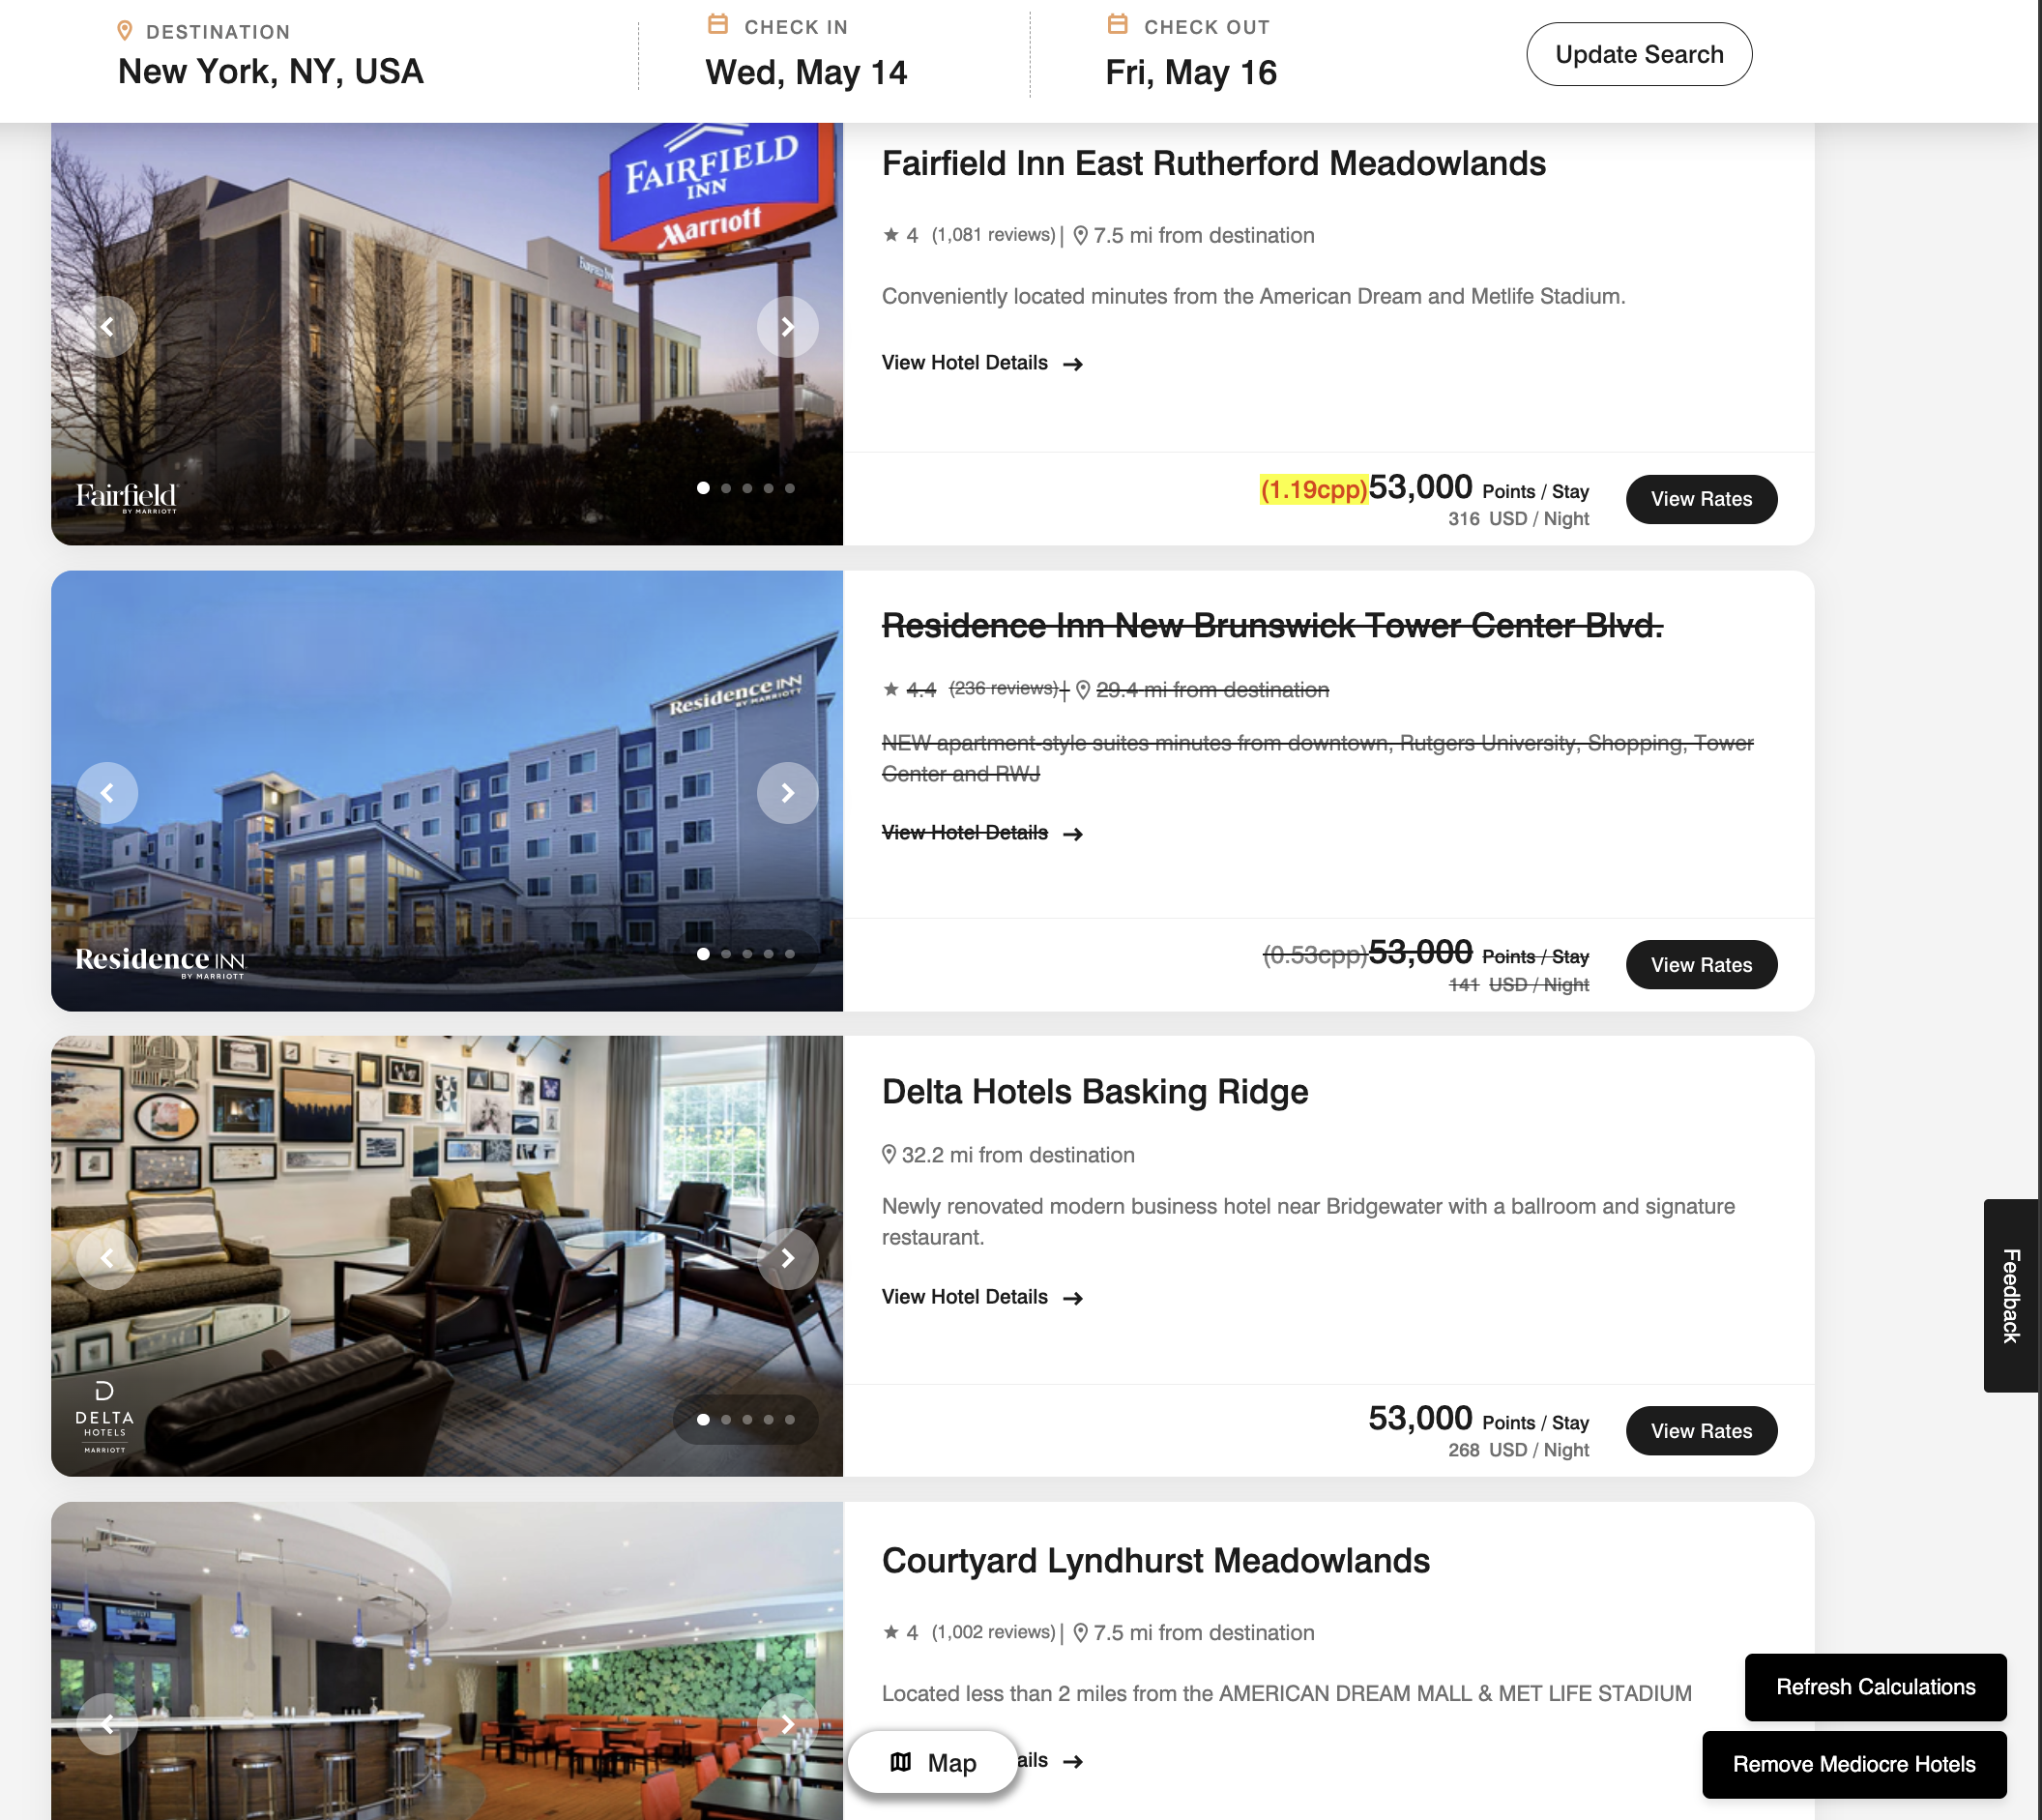 DESTINATION
New York, NY, USA
CHECK IN
Wed, May 14
CHECK OUT
Fri, May 16
Update Search
FAIRFIELD
INN
Marriott
Fairfield
BY MARRIOTT
Fairfield Inn East Rutherford Meadowlands
4 (1,081 reviews) | 7.5 mi from destination
Conveniently located minutes from the American Dream and Metlife Stadium.
View Hotel Details
(1.19cpp)53,000 Points / Stay
316 USD / Night
View Rates
Residence INN
BY MARRIOTT
Residence INN
BY MARRIOTT
Residence Inn New Brunswick Tower Center Blvd.
4.4 (236 reviews) | 29.4 mi from destination
NEW apartment-style suites minutes from downtown, Rutgers University, Shopping, Tower
Center and RWJ
View Hotel Details
(0.53cpp)53,000 Points / Stay
141 USD / Night
View Rates
DELTA
HOTELS
MARRIOTT
Delta Hotels Basking Ridge
32.2 mi from destination
Newly renovated modern business hotel near Bridgewater with a ballroom and signature
restaurant.
View Hotel Details
53,000 Points / Stay
268 USD / Night
View Rates
Feedback
Courtyard Lyndhurst Meadowlands
4 (1,002 reviews) | 7.5 mi from destination
Located less than 2 miles from the AMERICAN DREAM MALL & MET LIFE STADIUM
Refresh Calculations
Map
ails
Remove Mediocre Hotels